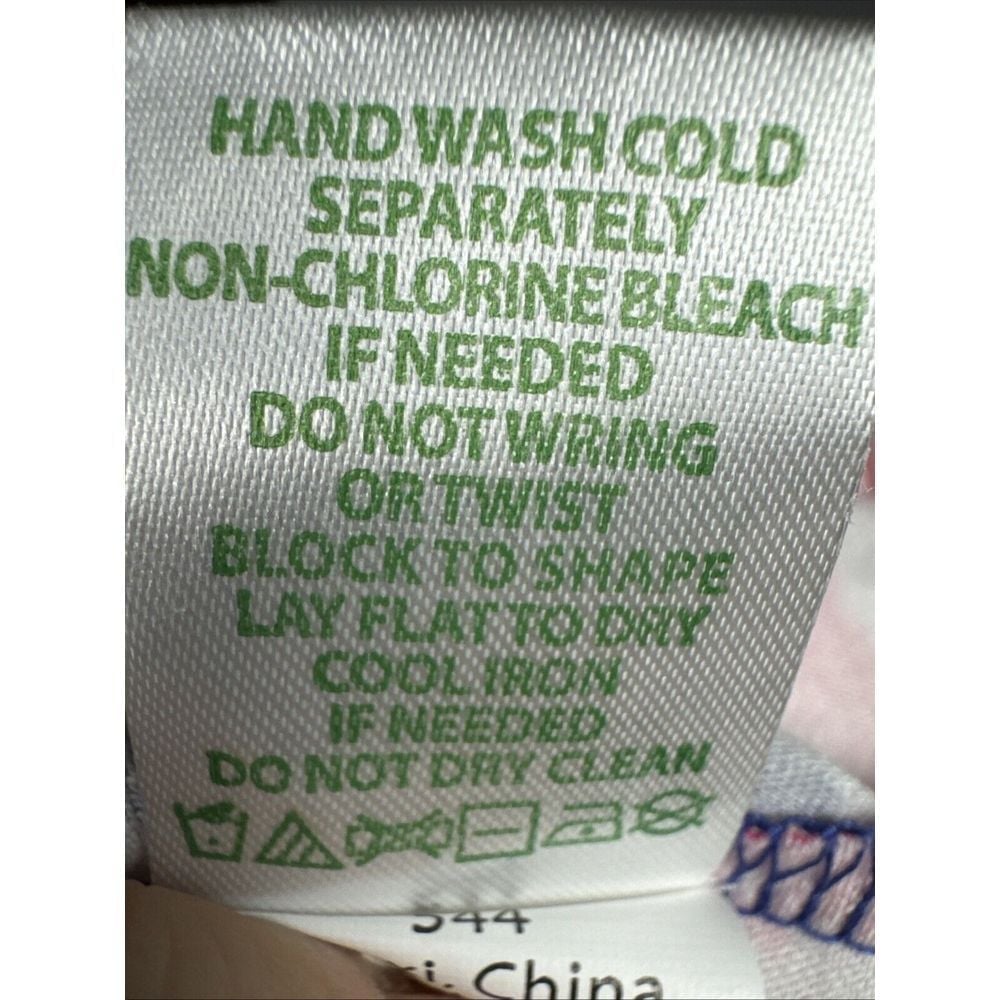 HAND WASH COLD
SEPARATELY
NON-CHLORINE BLEACH
IF NEEDED
DO NOT WRING
OR TWIST
BLOCK TO SHAPE
LAY FLAT TO DRY
COOL IRON
IF NEEDED
DO NOT DRY CLEAN
544
China